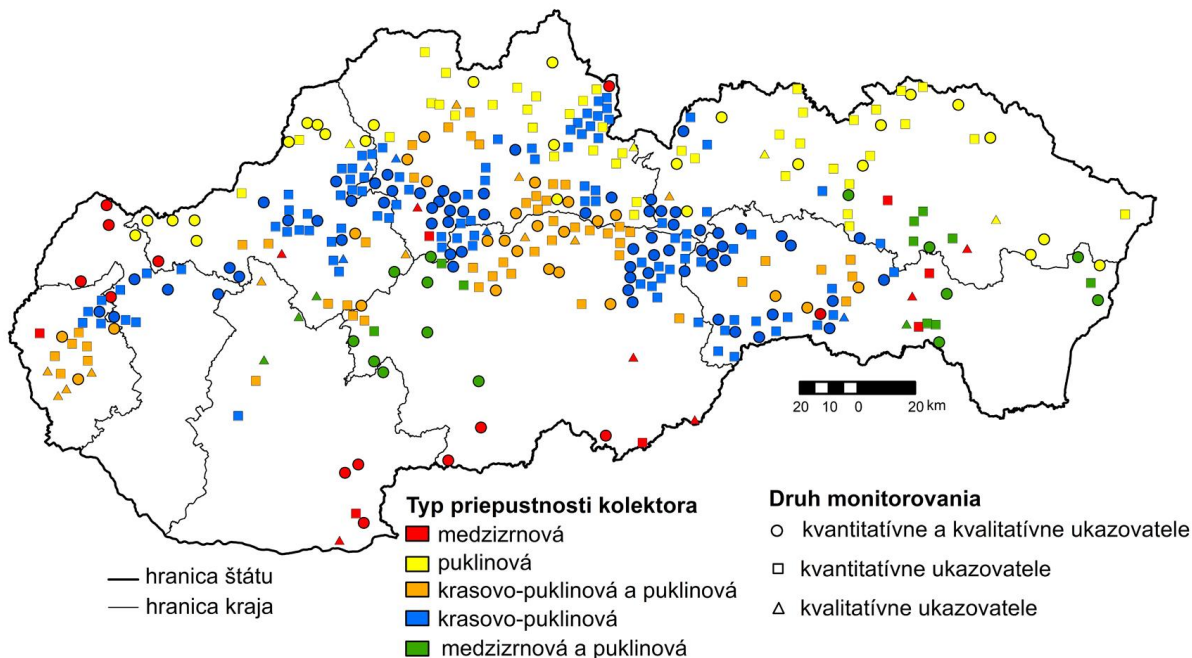 20 10 0 20 km
Typ priepustnosti kolektora
medzizrnová
puklinová
krasovo-puklinová a puklinová
krasovo-puklinová
medzizrnová a puklinová
Druh monitorovania
kvantitatívne a kvalitatívne ukazovatele
kvantitatívne ukazovatele
kvalitatívne ukazovatele
hranica štátu
hranica kraja